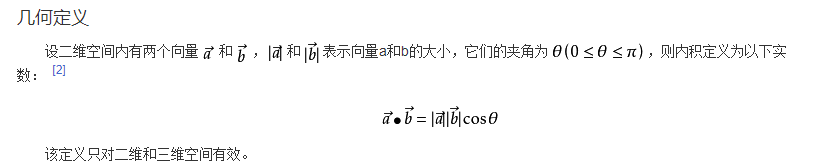 几何定义
设二维空间内有两个向量 $\vec{a}$ 和 $\vec{b}$ ，$|\vec{a}|$ 和 $|\vec{b}|$ 表示向量a和b的大小，它们的夹角为 $\theta (0 \le \theta \le \pi)$ ，则内积定义为以下实
数： [2]
$\vec{a} \bullet \vec{b} = |\vec{a}||\vec{b}|\cos\theta$
该定义只对二维和三维空间有效。